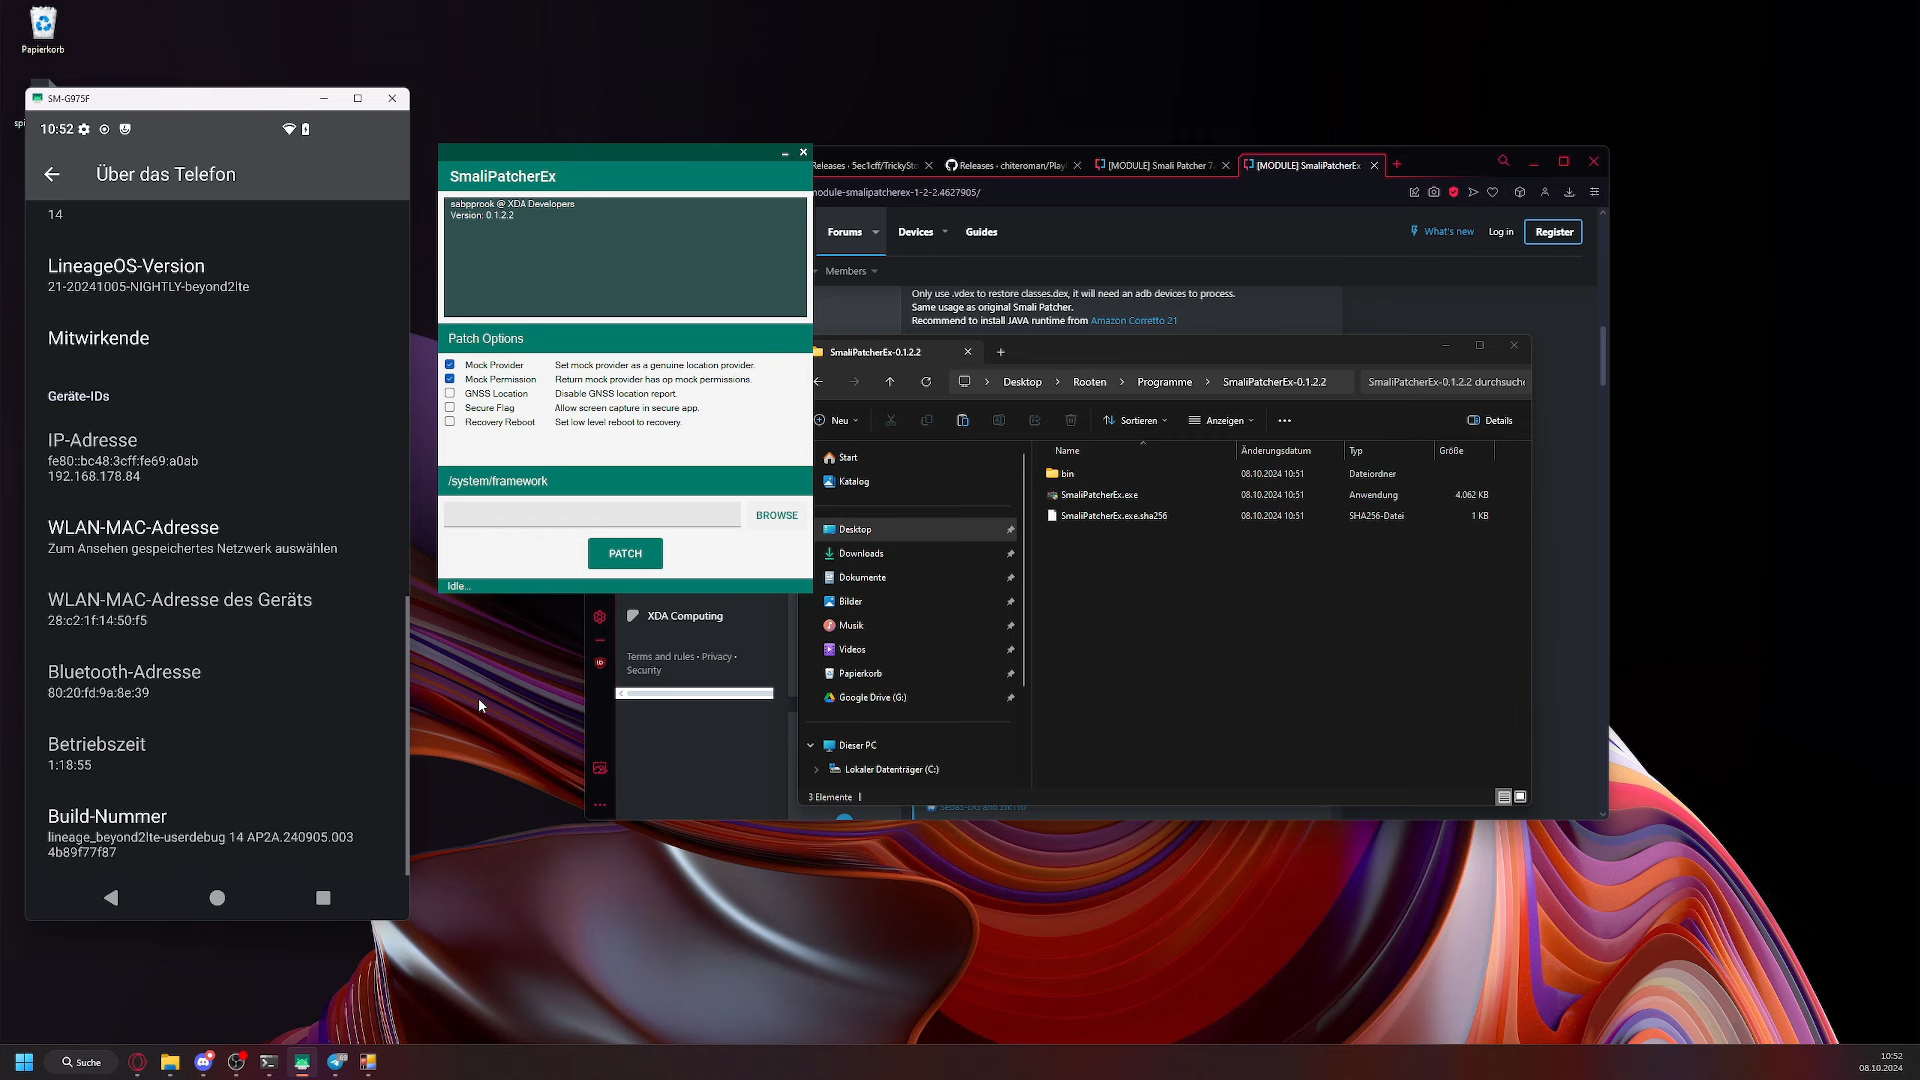 Papierkorb
SM-G975F
10:52
Über das Telefon
14
LineageOS-Version
21-20241005-NIGHTLY-beyond2lte
Mitwirkende
Geräte-IDs
IP-Adresse
fe80::bc48:3cff:fe69:a0ab
192.168.178.84
WLAN-MAC-Adresse
Zum Ansehen gespeichertes Netzwerk auswählen
WLAN-MAC-Adresse des Geräts
28:c2:1f:14:50:f5
Bluetooth-Adresse
80:20:fd:9a:8e:39
Betriebszeit
1:18:55
Build-Nummer
lineage_beyond2lte-userdebug 14 AP2A.240905.003
4b89f77f87
SmaliPatcherEx
sabpprook @ XDA Developers
Version: 0.1.2.2
Patch Options
Mock Provider Set mock provider as a genuine location provider.
Mock Permission Return mock provider has op mock permissions.
GNSS Location Disable GNSS location report.
Secure Flag Allow screen capture in secure app.
Recovery Reboot Set low level reboot to recovery.
/system/framework
BROWSE
PATCH
Idle...
Releases · 5ec1cff/TrickySto
Releases · chiteroman/Play
[MODULE] Smali Patcher 7.
[MODULE] SmaliPatcherEx
module-smalipatcherex-1-2-2.4627905/
Forums Devices Guides
What's new Log in Register
Members
Only use .vdex to restore classes.dex, it will need an adb devices to process.
Same usage as original Smali Patcher.
Recommend to install JAVA runtime from Amazon Corretto 21
XDA Computing
Terms and rules • Privacy •
Security
SmaliPatcherEx-0.1.2.2
Desktop Rooten Programme SmaliPatcherEx-0.1.2.2
SmaliPatcherEx-0.1.2.2 durchsuche
Neu Sortieren Anzeigen Details
Name Änderungsdatum Typ Größe
bin 08.10.2024 10:51 Dateiordner
SmaliPatcherEx.exe 08.10.2024 10:51 Anwendung 4.062 KB
SmaliPatcherEx.exe.sha256 08.10.2024 10:51 SHA256-Datei 1 KB
Start
Katalog
Desktop
Downloads
Dokumente
Bilder
Musik
Videos
Papierkorb
Google Drive (G:)
Dieser PC
Lokaler Datenträger (C:)
3 Elemente
Suche
10:52
08.10.2024